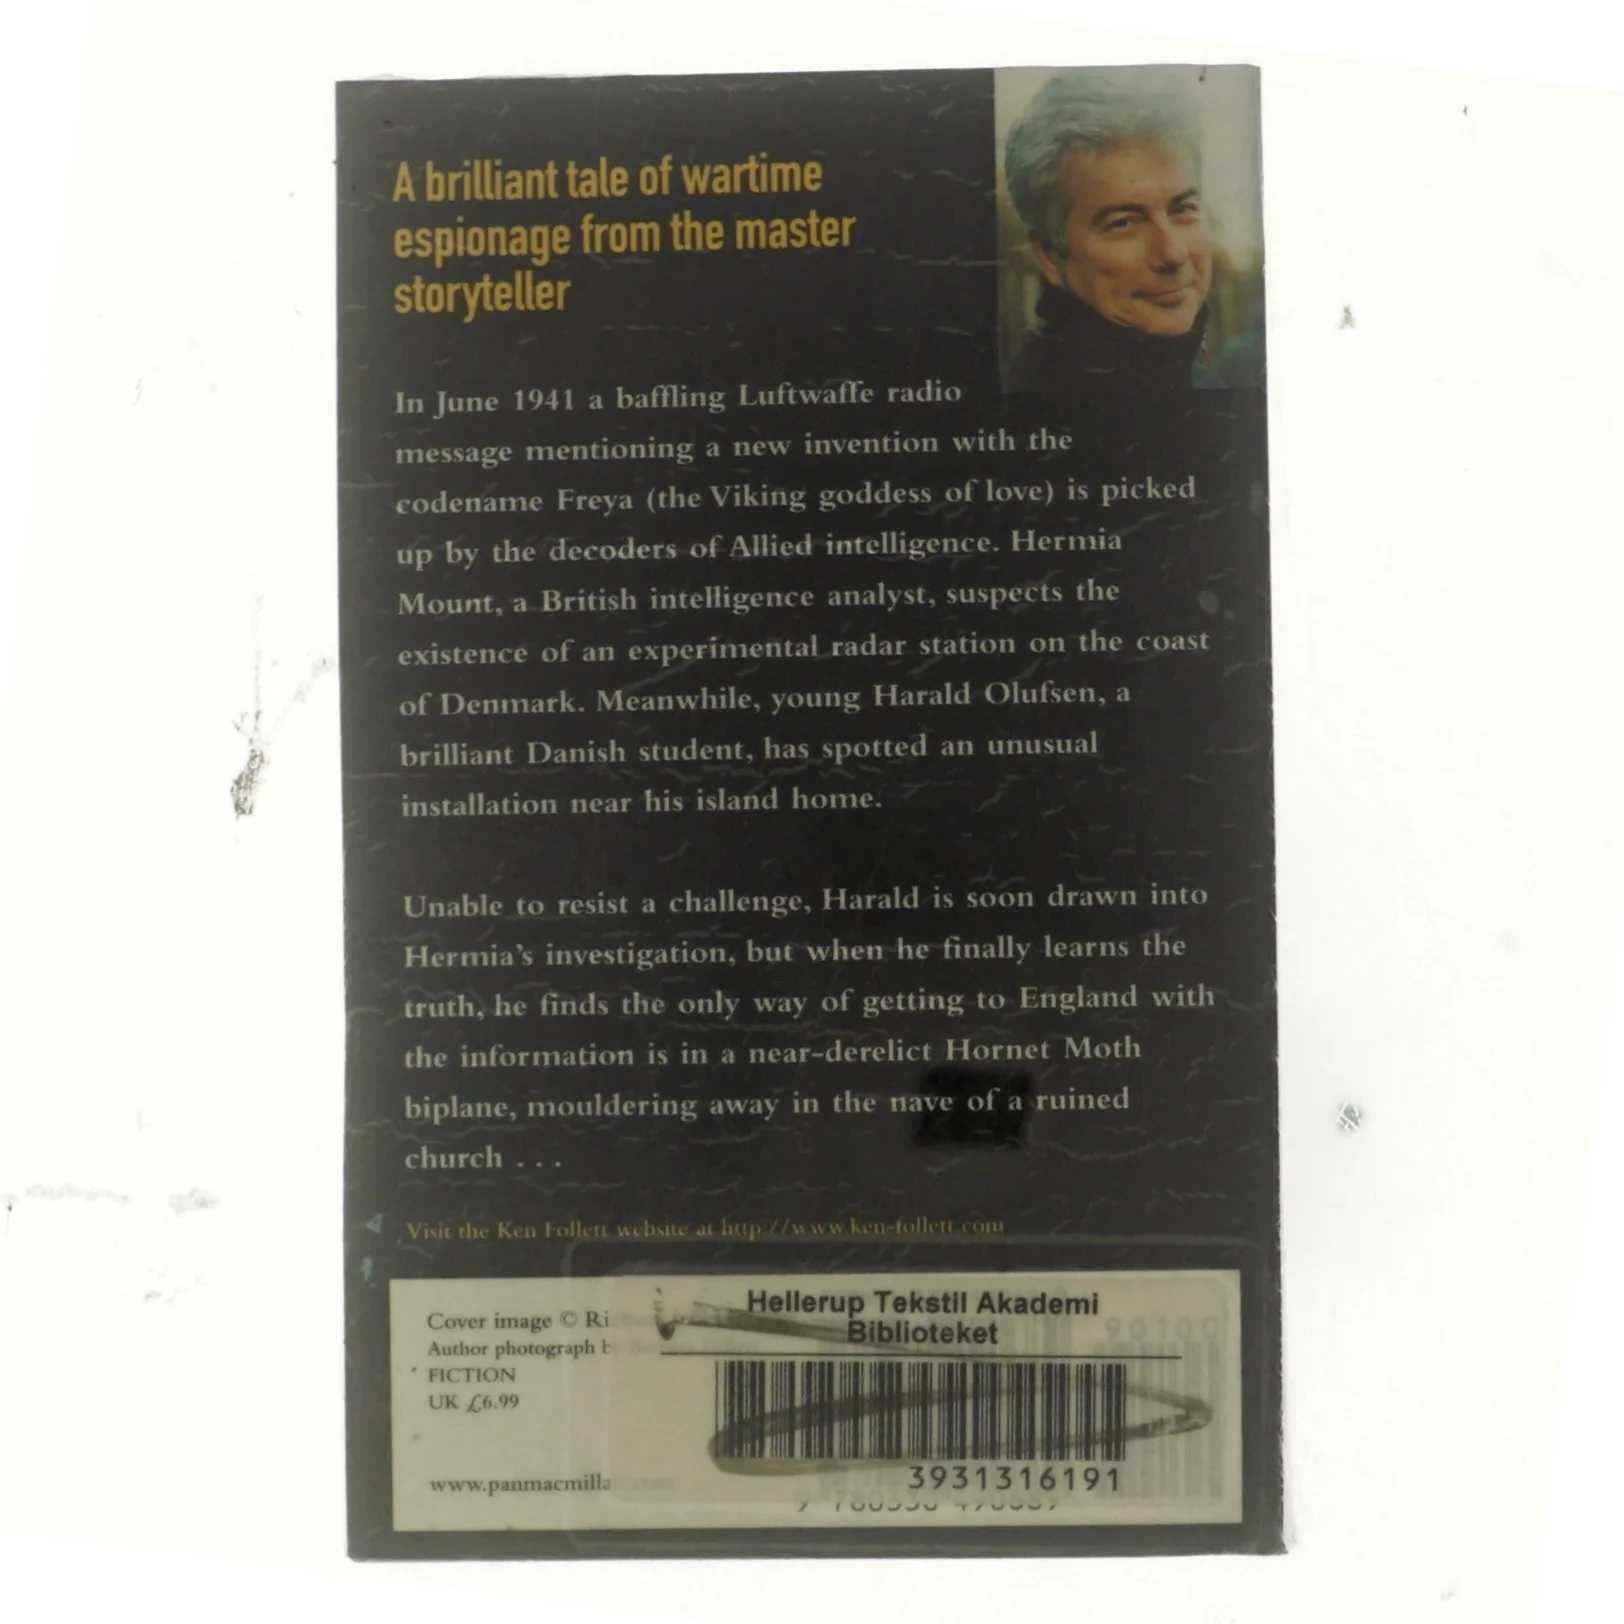 A brilliant tale of wartime
espionage from the master
storyteller
In June 1941 a baffling Luftwaffe radio
message mentioning a new invention with the
codename Freya (the Viking goddess of love) is picked
up by the decoders of Allied intelligence. Hermia
Mount, a British intelligence analyst, suspects the
existence of an experimental radar station on the coast
of Denmark. Meanwhile, young Harald Olufsen, a
brilliant Danish student, has spotted an unusual
installation near his island home.
Unable to resist a challenge, Harald is soon drawn into
Hermia's investigation, but when he finally learns the
truth, he finds the only way of getting to England with
the information is in a near-derelict Hornet Moth
biplane, mouldering away in the nave of a ruined
church . . .
Visit the Ken Follett website at http://www.ken-follett.com
Cover image ©
Author photograph
FICTION
UK £6.99
www.panmacmilla
Hellerup Tekstil Akademi
Biblioteket
90100
3931316191